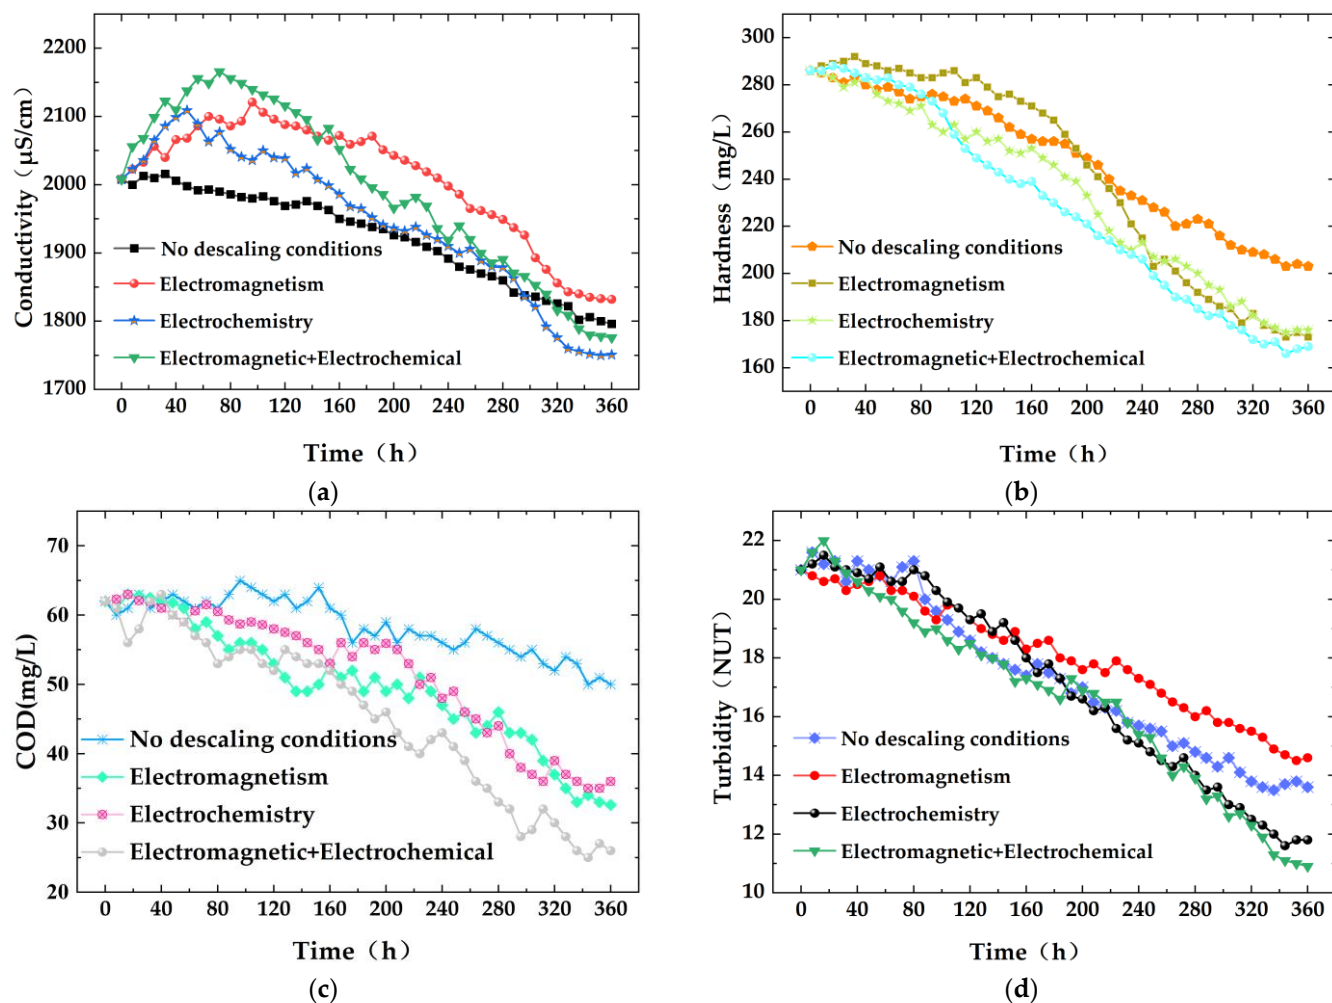 2200
2100
2000
1900
1800
1700
Conductivity（μS/cm）
No descaling conditions
Electromagnetism
Electrochemistry
Electromagnetic+Electrochemical
0 40 80 120 160 200 240 280 320 360
Time（h）
(a)
300
280
260
240
220
200
180
160
Hardness（mg/L）
No descaling conditions
Electromagnetism
Electrochemistry
Electromagnetic+Electrochemical
0 40 80 120 160 200 240 280 320 360
Time（h）
(b)
70
60
50
40
30
20
COD(mg/L)
No descaling conditions
Electromagnetism
Electrochemistry
Electromagnetic+Electrochemical
0 40 80 120 160 200 240 280 320 360
Time（h）
(c)
22
20
18
16
14
12
10
Turbidity（NUT）
No descaling conditions
Electromagnetism
Electrochemistry
Electromagnetic+Electrochemical
0 40 80 120 160 200 240 280 320 360
Time（h）
(d)